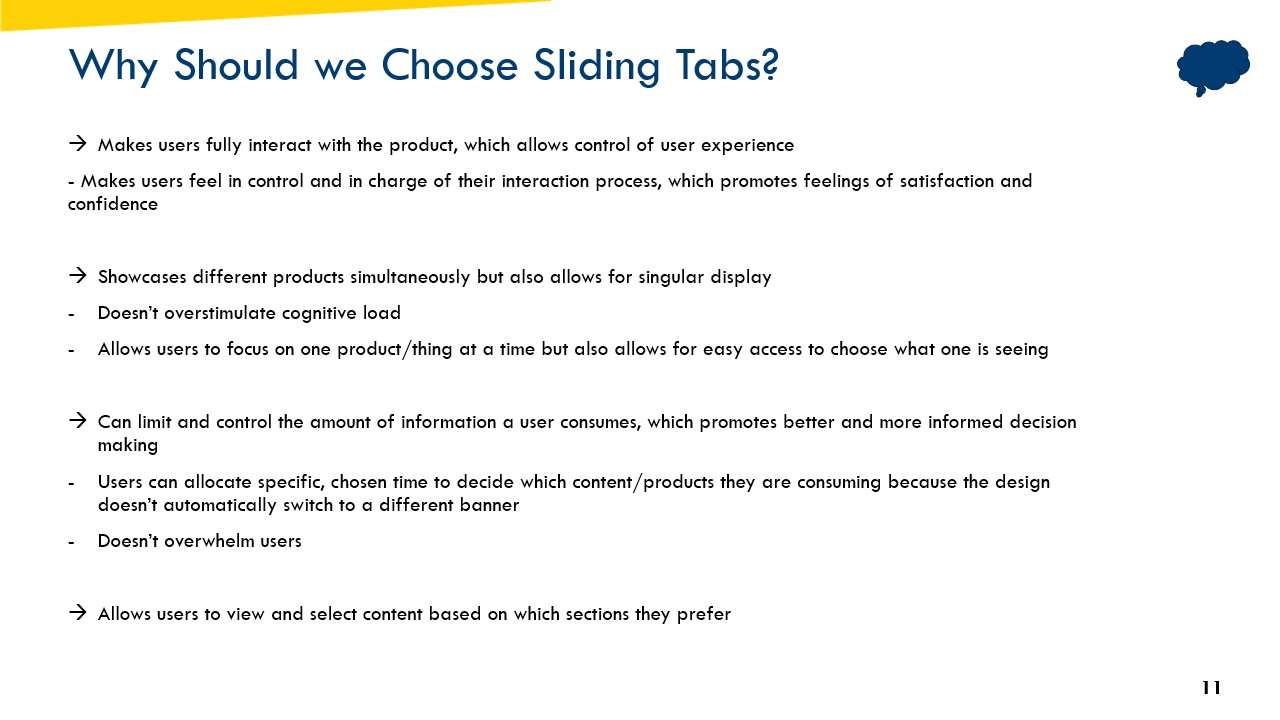 Why Should we Choose Sliding Tabs?
→ Makes users fully interact with the product, which allows control of user experience
- Makes users feel in control and in charge of their interaction process, which promotes feelings of satisfaction and
confidence
→ Showcases different products simultaneously but also allows for singular display
- Doesn’t overstimulate cognitive load
- Allows users to focus on one product/thing at a time but also allows for easy access to choose what one is seeing
→ Can limit and control the amount of information a user consumes, which promotes better and more informed decision
making
- Users can allocate specific, chosen time to decide which content/products they are consuming because the design
doesn’t automatically switch to a different banner
- Doesn’t overwhelm users
→ Allows users to view and select content based on which sections they prefer
11